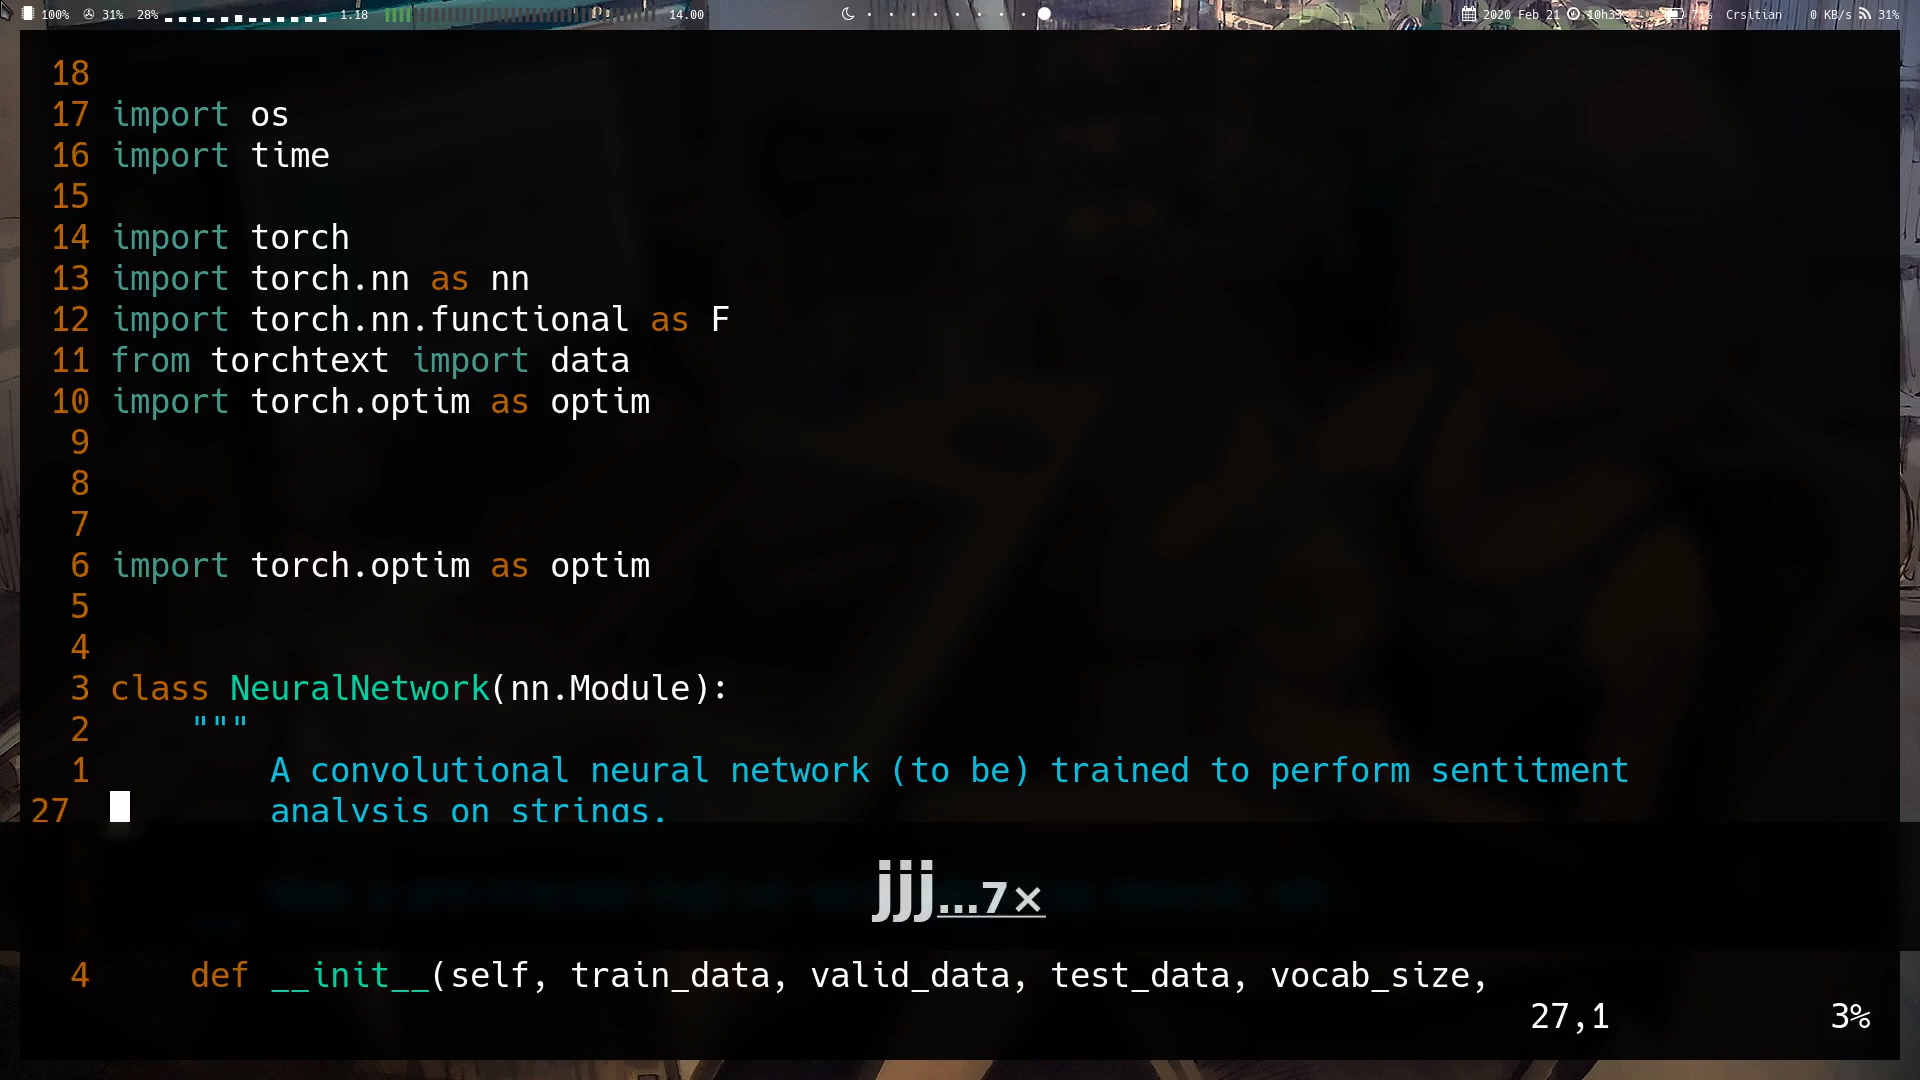 100% 31% 28% 1.18 14.00 2020 Feb 21 10h33 71% Crsitian 0 KB/s 31%
18
17 import os
16 import time
15
14 import torch
13 import torch.nn as nn
12 import torch.nn.functional as F
11 from torchtext import data
10 import torch.optim as optim
9
8
7
6 import torch.optim as optim
5
4
3 class NeuralNetwork(nn.Module):
2 """
1 A convolutional neural network (to be) trained to perform sentitment
27 analysis on strings.
jjj...7×
4 def __init__(self, train_data, valid_data, test_data, vocab_size,
27,1 3%